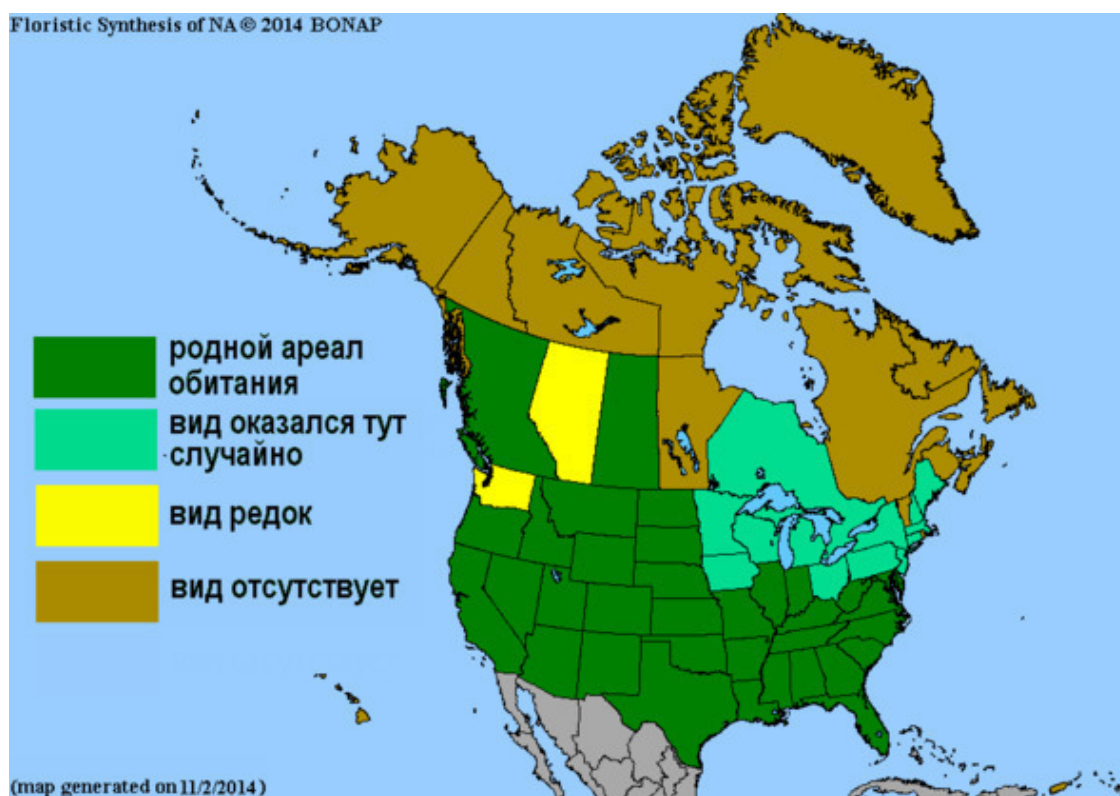 Floristic Synthesis of NA © 2014 BONAP
родной ареал
обитания
вид оказался тут
случайно
вид редок
вид отсутствует
(map generated on 11/2/2014)